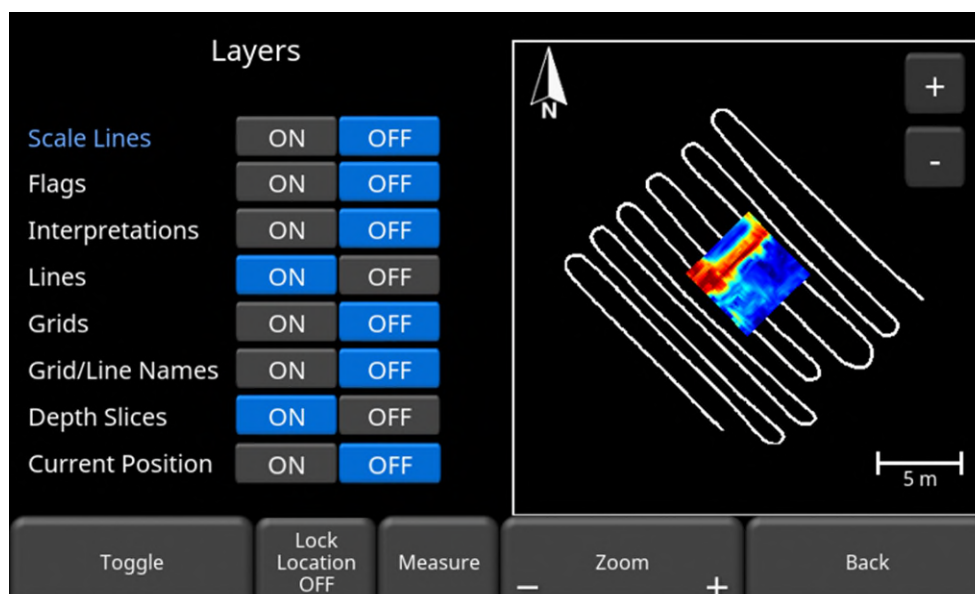 Layers
Scale Lines ON OFF
Flags ON OFF
Interpretations ON OFF
Lines ON OFF
Grids ON OFF
Grid/Line Names ON OFF
Depth Slices ON OFF
Current Position ON OFF
N
+
-
5 m
Toggle
Lock
Location
OFF
Measure
− Zoom +
Back